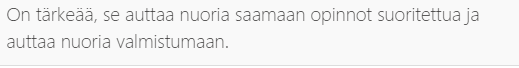 On tärkeää, se auttaa nuoria saamaan opinnot suoritettua ja
auttaa nuoria valmistumaan.